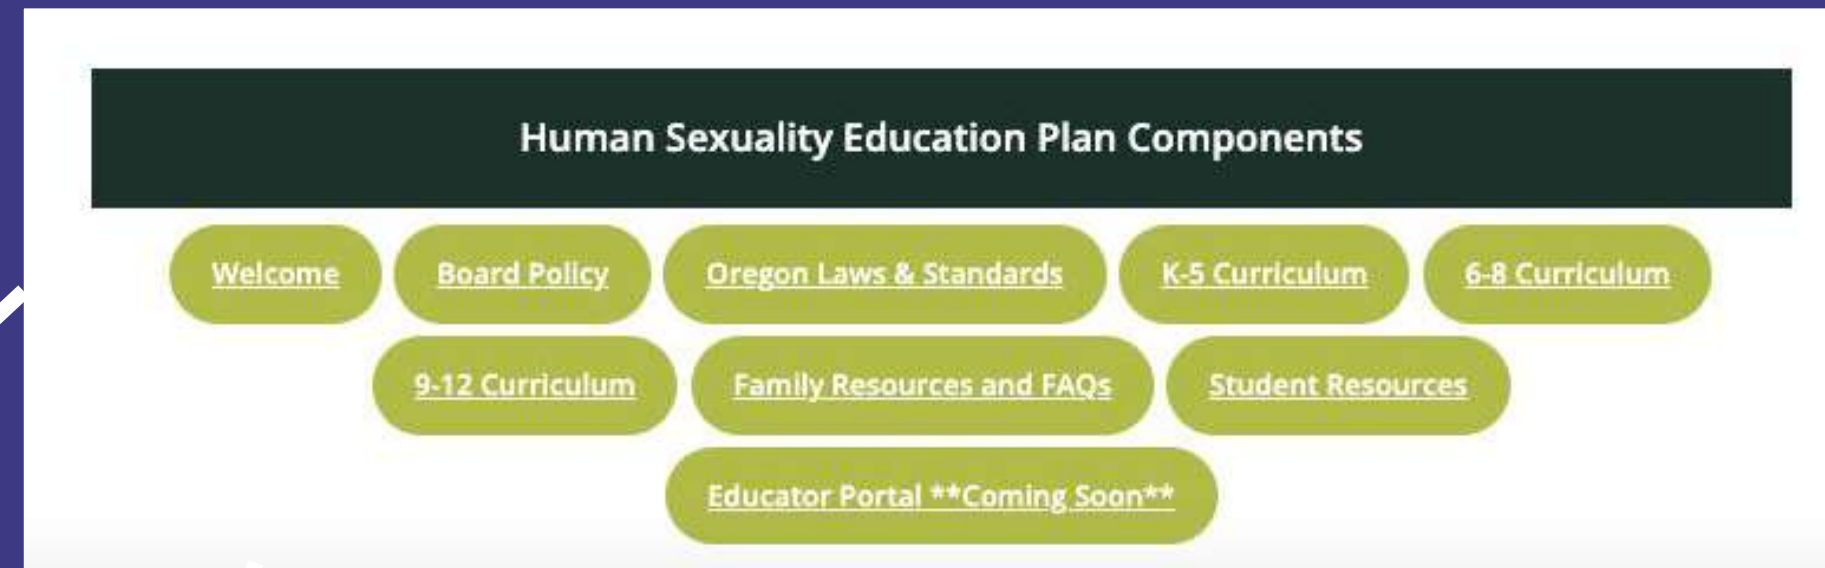 Human Sexuality Education Plan Components
Welcome Board Policy Oregon Laws & Standards K-5 Curriculum 6-8 Curriculum
9-12 Curriculum Family Resources and FAQs Student Resources
Educator Portal **Coming Soon**